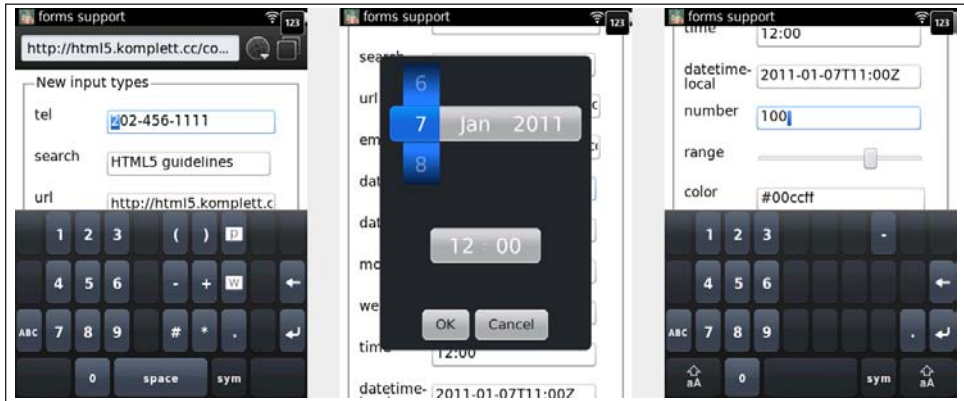 forms support
123
http://html5.komplett.cc/co...
New input types
tel
202-456-1111
search
HTML5 guidelines
url
http://html5.komplett.c
1 2 3 ( ) P
4 5 6 - + W
ABC 7 8 9 # * .
0 space sym
forms support
123
search
url
c
em
dat
dat
mo
we
tim
12:00
datetime-
2011-01-07T11:00Z
6
7 Jan 2011
8
12 00
OK Cancel
forms support
123
time
12:00
datetime-
local
2011-01-07T11:00Z
number
100
range
color
#00ccff
1 2 3 -
4 5 6
ABC 7 8 9 .
aA 0 sym aA